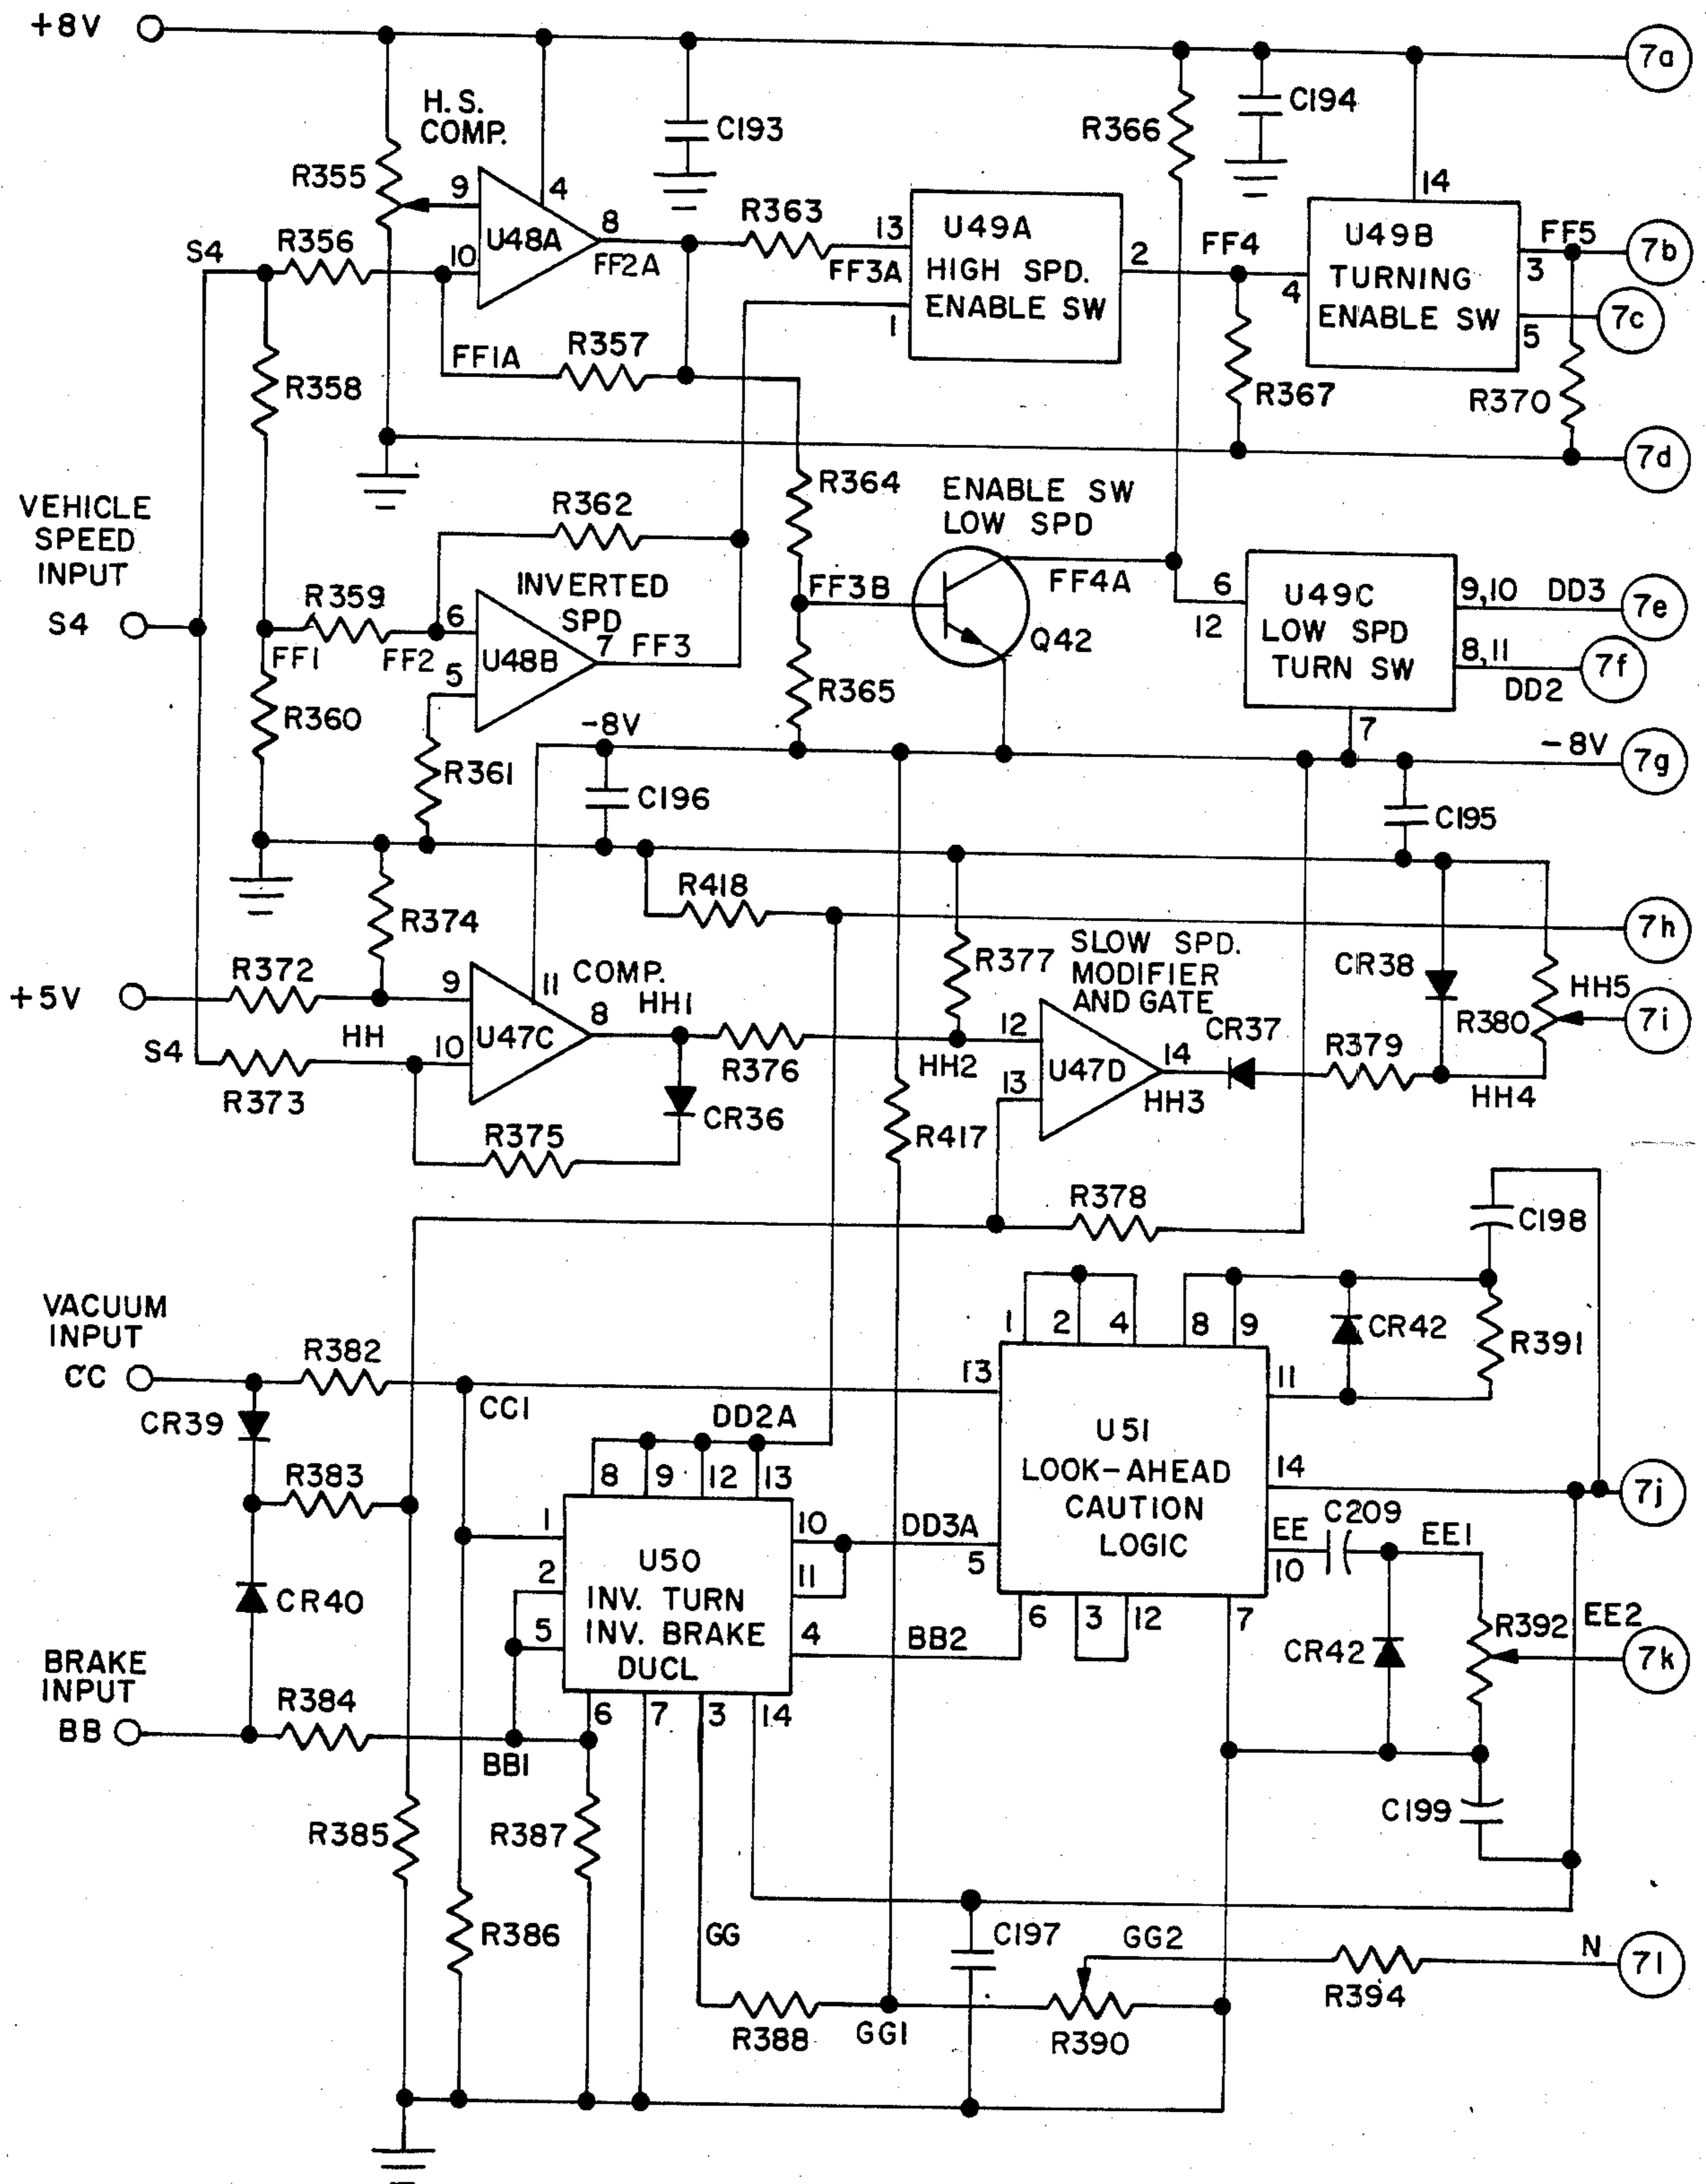 +8V
7a
H.S.
COMP.
C193
C194
R366
R355
9
4
14
8
R363
13
U49A
U49B
FF5
7b
S4
R356
U48A
2
FF4
3
10
FF2A
FF3A
HIGH SPD.
TURNING
4
ENABLE SW
ENABLE SW
7c
1
5
FF1A
R357
R358
R367
R370
7d
VEHICLE
SPEED
INPUT
R362
R364
ENABLE SW
LOW SPD
INVERTED
SPD
FF3B
FF4A
R359
6
6
U49C
9,10
DD3
7e
S4
12
LOW SPD
FF1
FF2
U48B
7
FF3
Q42
TURN SW
8,11
7f
5
DD2
R360
R365
-8V
7
-8V
7g
R361
C196
C195
R418
R374
7h
SLOW SPD.
MODIFIER
AND GATE
R377
CR38
R372
COMP.
+5V
9
11
HH1
HH5
8
12
CR37
R380
7i
HH
U47C
R379
S4
10
R376
HH2
U47D
14
13
HH3
HH4
R373
CR36
R417
R375
R378
C198
VACUUM
INPUT
1
2
4
8
9
CR42
R391
R382
CC
13
11
CC1
CR39
DD2A
U51
R383
8
9
12
13
LOOK-AHEAD
14
CAUTION
7j
1
10
DD3A
LOGIC
EE
C209
EE1
U50
5
10
2
11
CR40
INV. TURN
6
3
12
7
R392
EE2
5
INV. BRAKE
4
BB2
CR42
7k
BRAKE
INPUT
DUCL
R384
6
7
3
14
BB
BB1
C199
R385
R387
R386
GG
C197
GG2
N
7l
R394
R388
GG1
R390